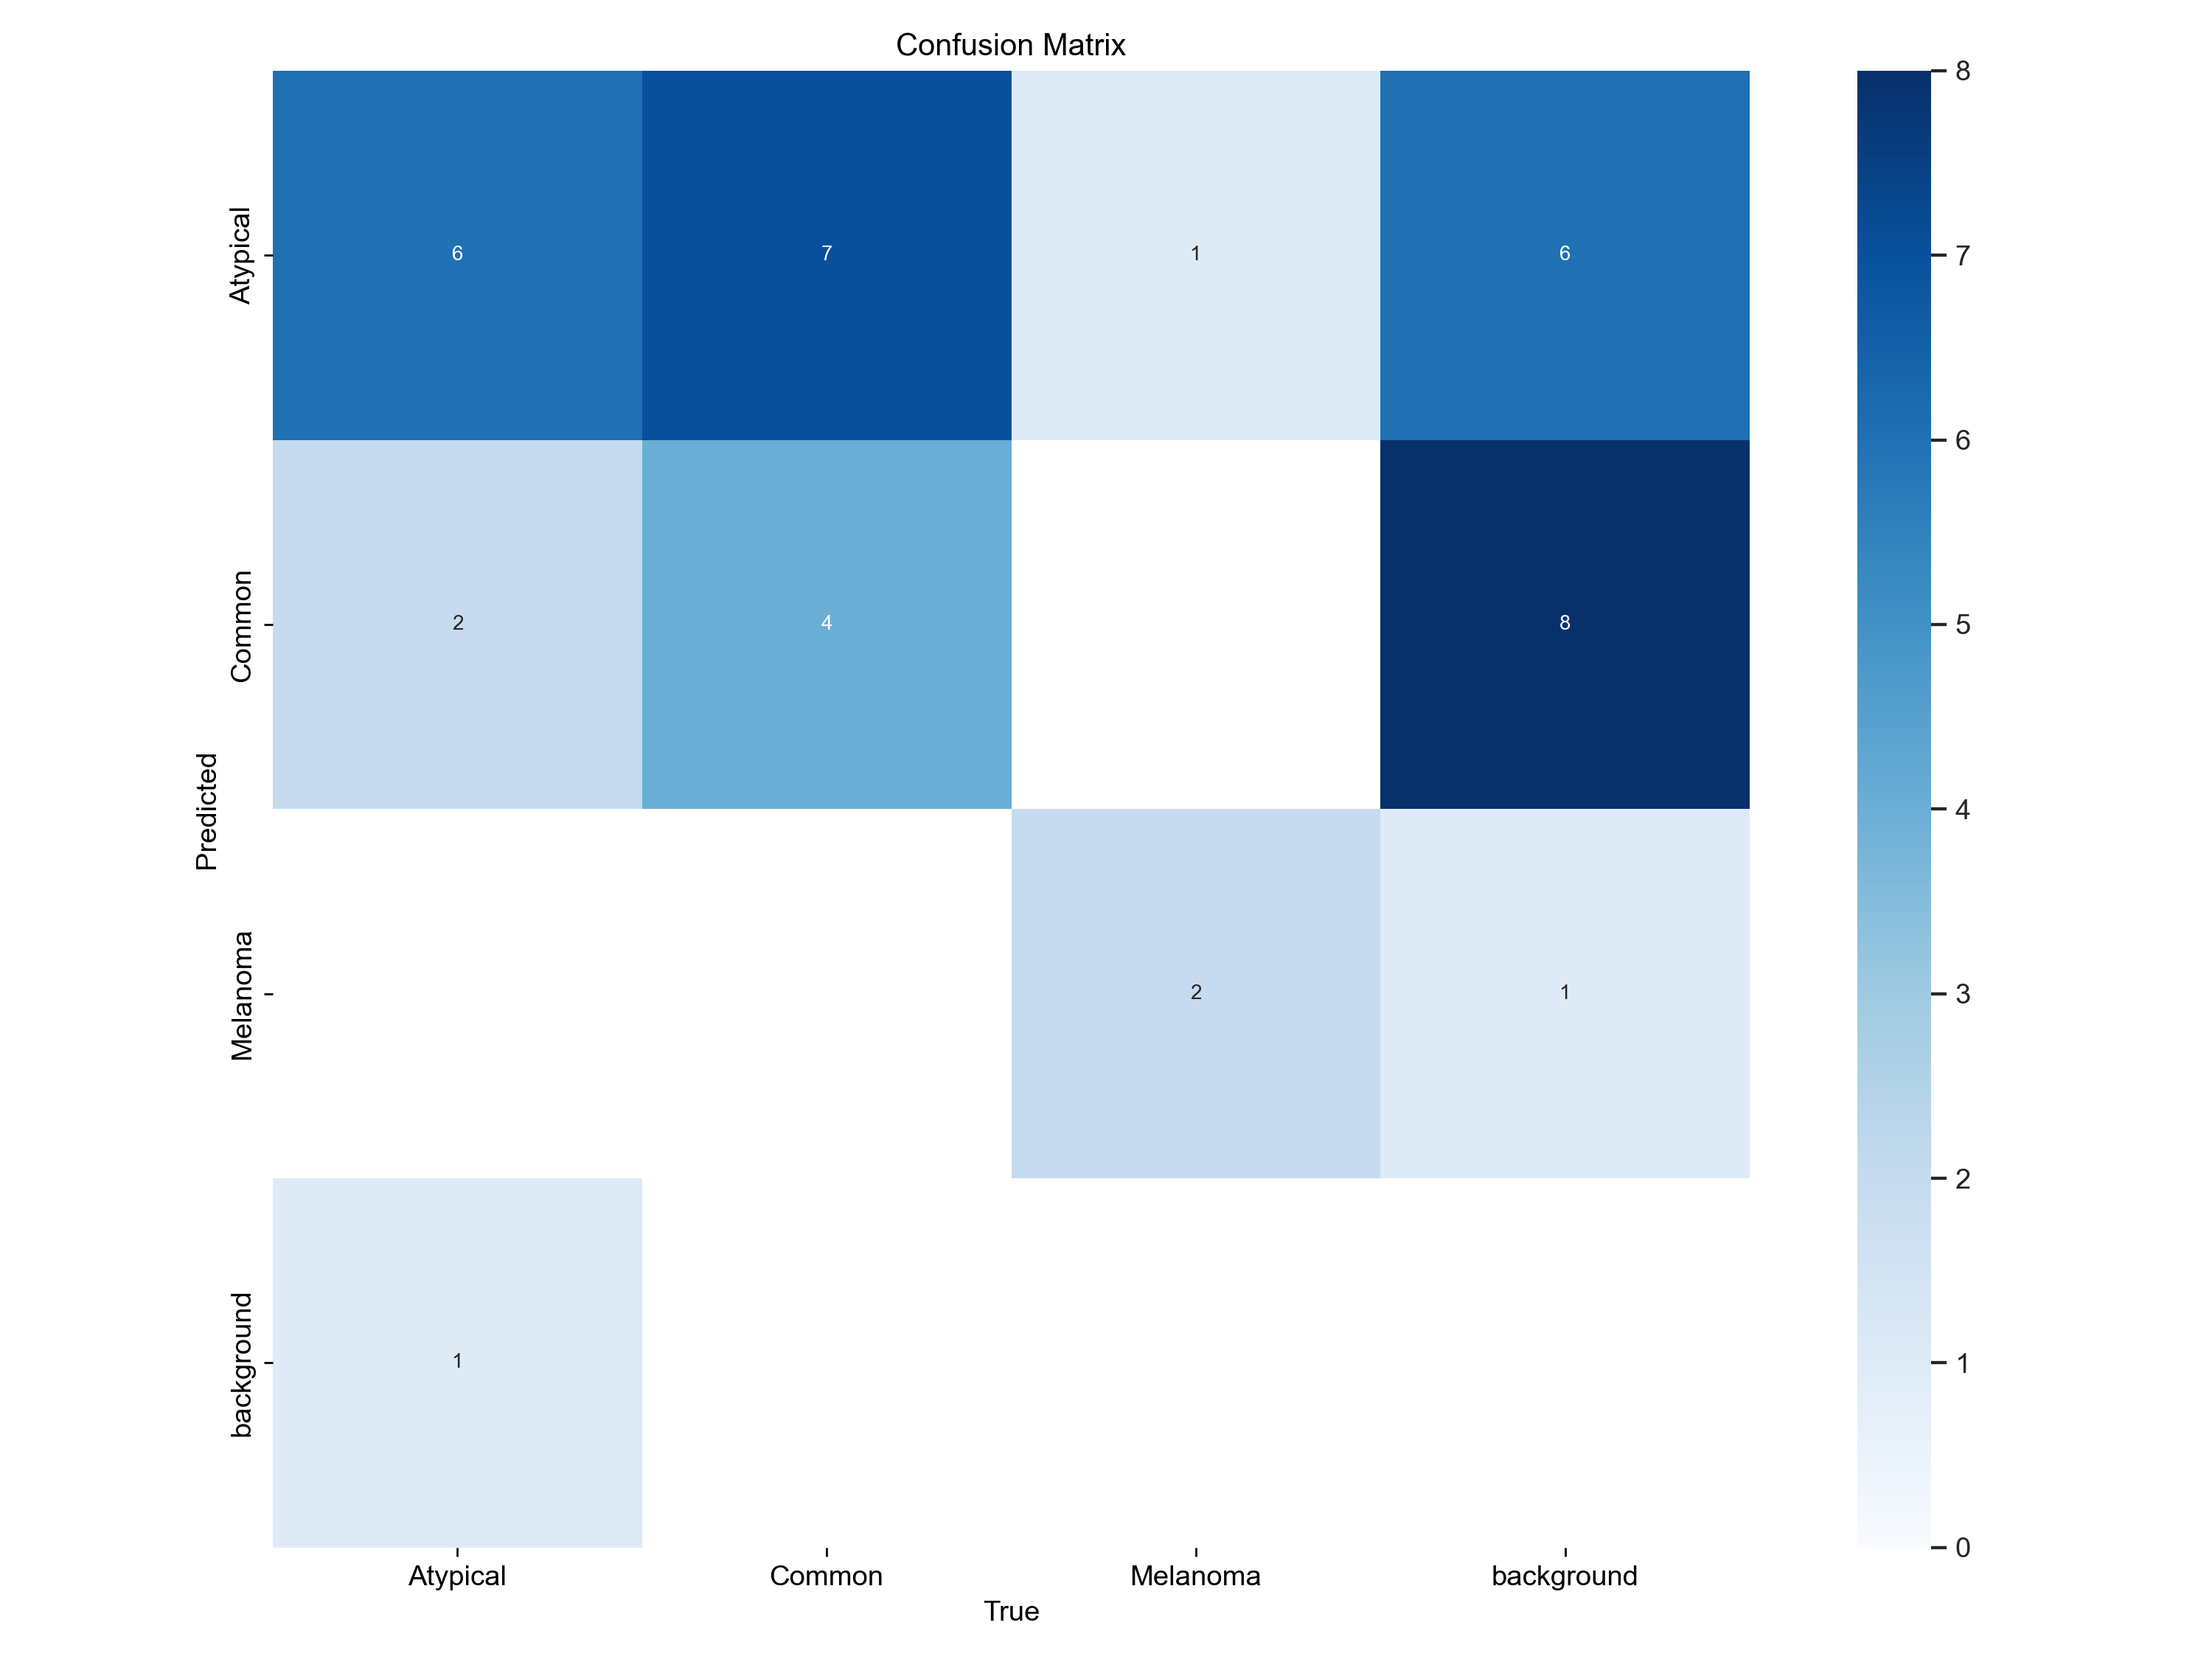 Confusion Matrix
Atypical
6
7
1
6
Common
2
4
8
Melanoma
2
1
background
1
Predicted
Atypical
Common
Melanoma
background
True
8
7
6
5
4
3
2
1
0